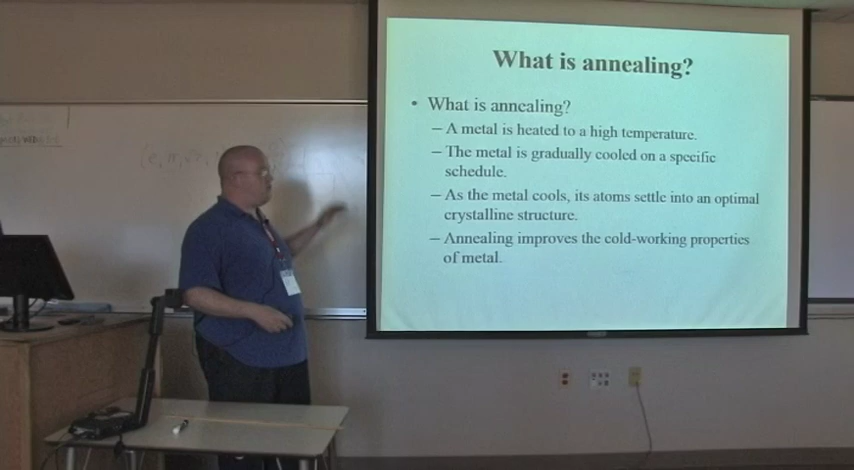 What is annealing?
• What is annealing?
– A metal is heated to a high temperature.
– The metal is gradually cooled on a specific
schedule.
– As the metal cools, its atoms settle into an optimal
crystalline structure.
– Annealing improves the cold-working properties
of metal.